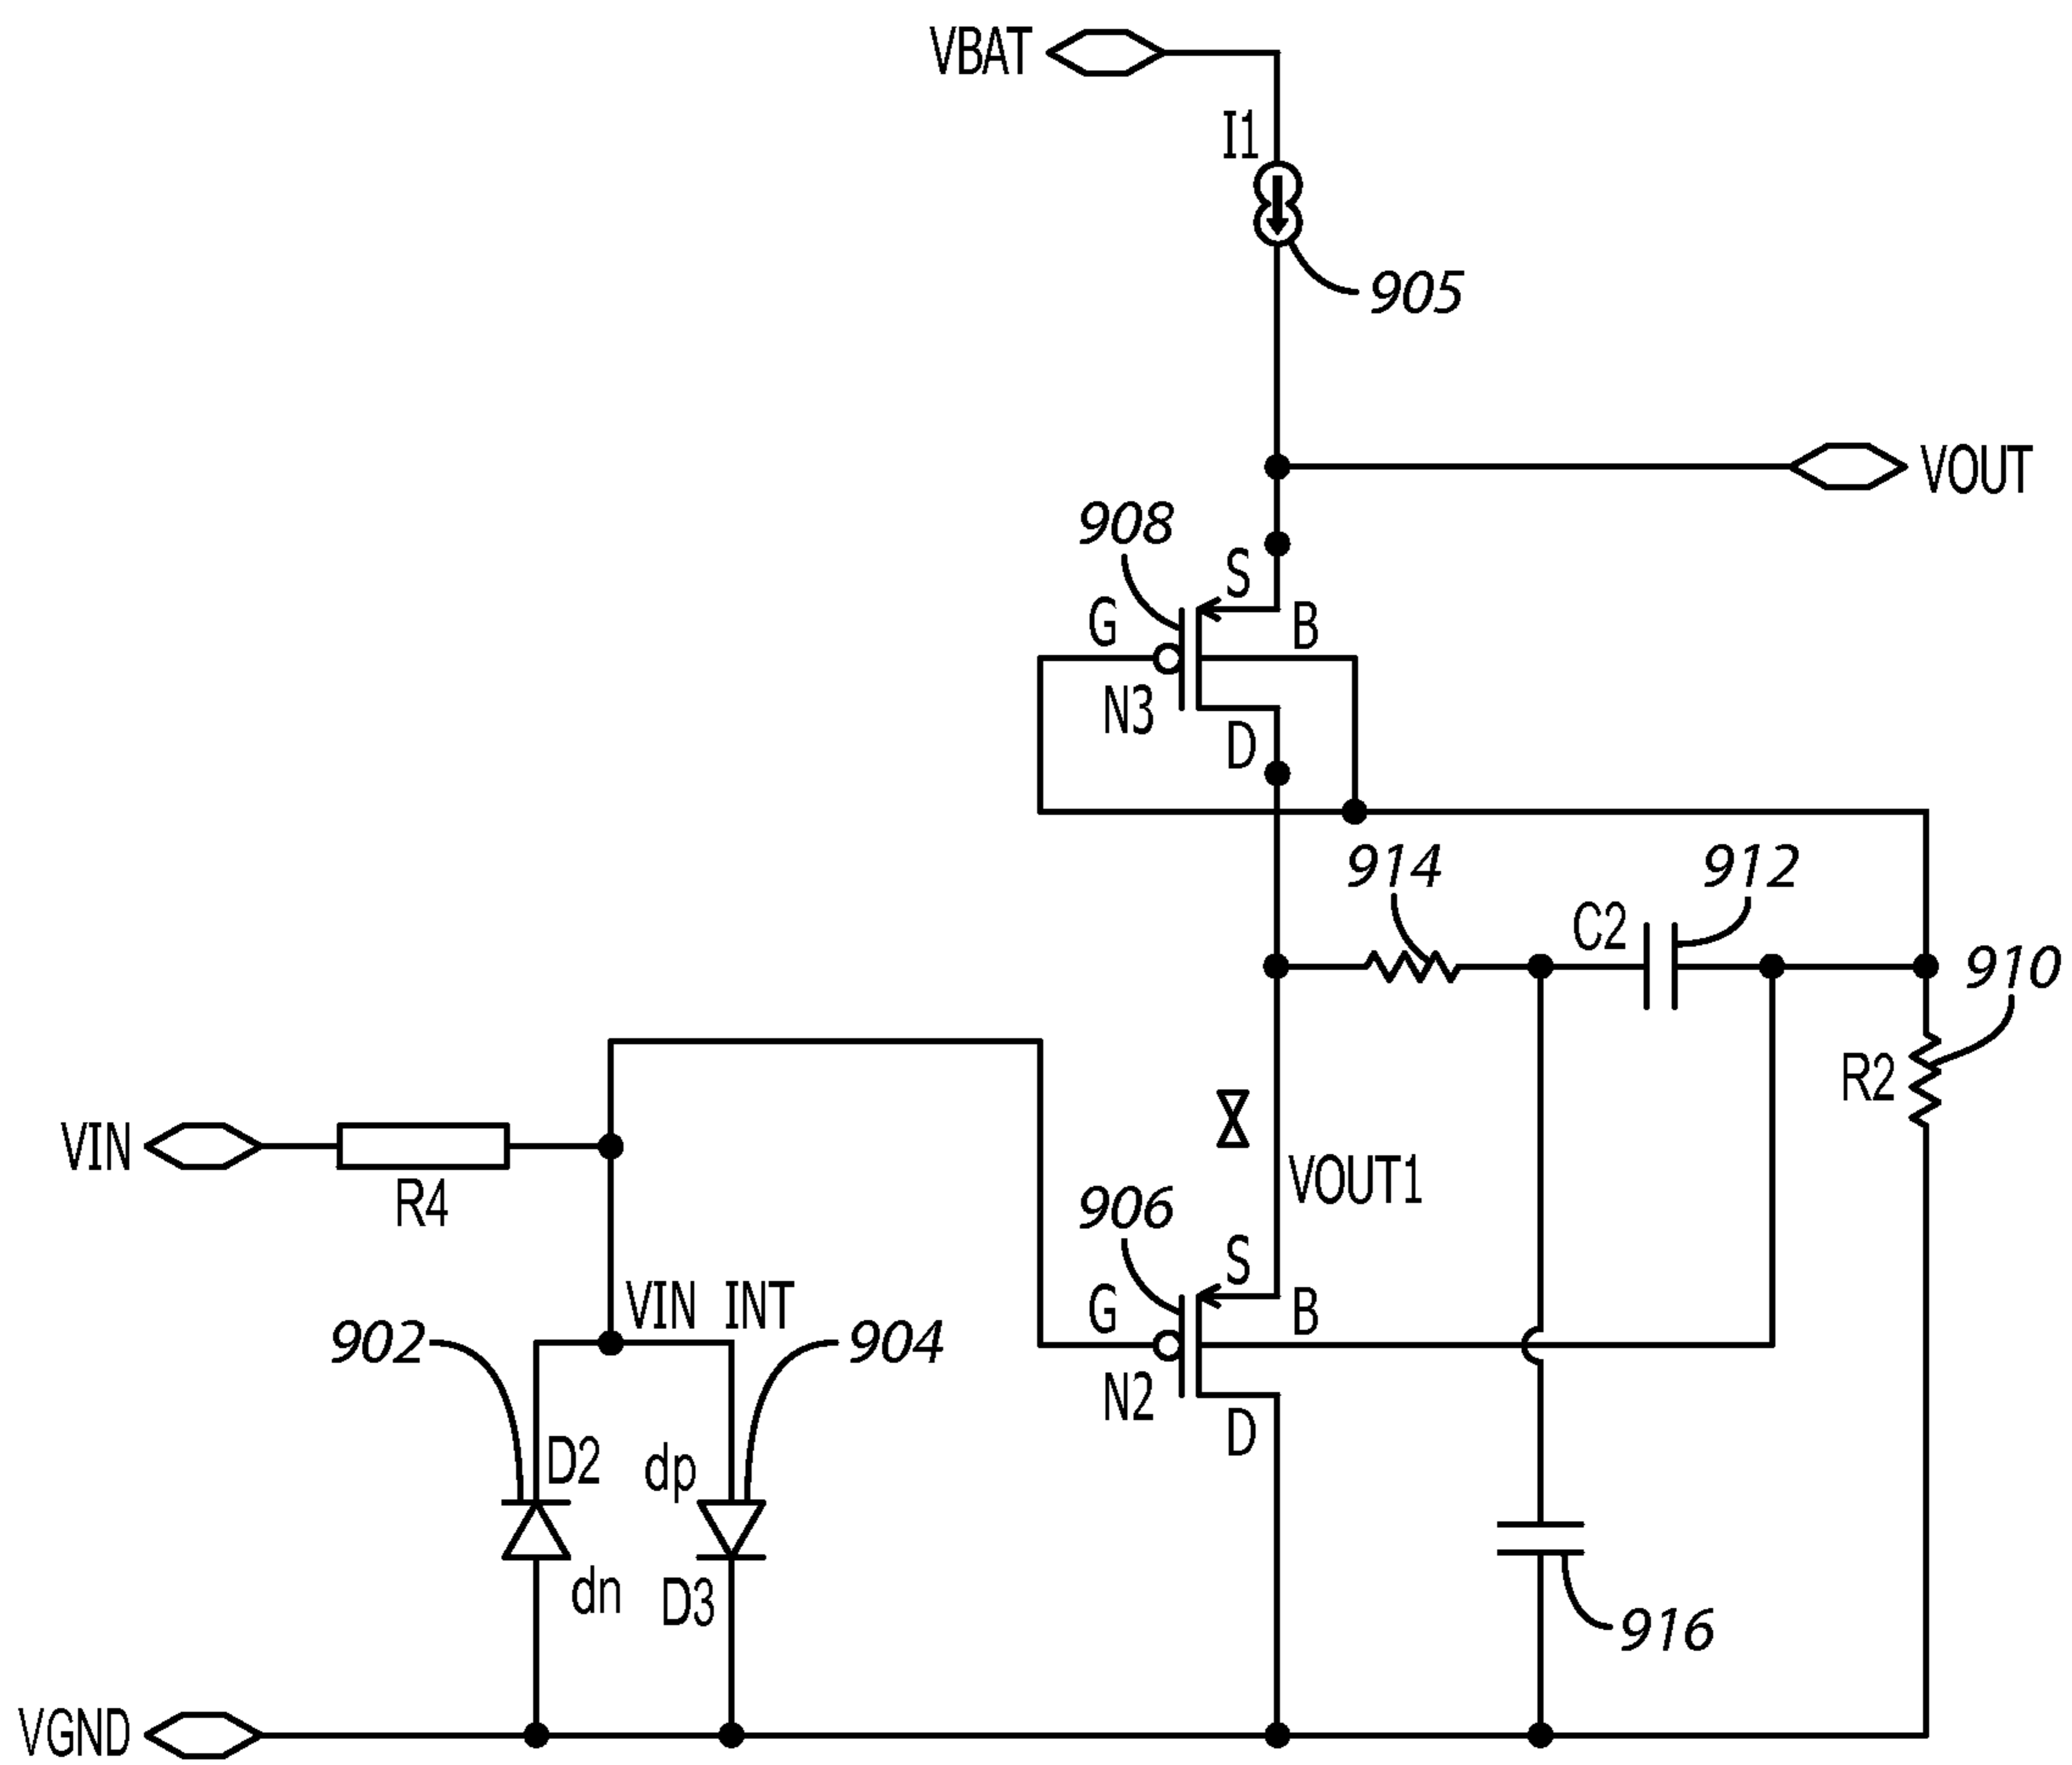 VBAT
I1
905
VOUT
908
S
G
B
N3
D
914
912
C2
910
R2
VIN
R4
VOUT1
906
S
G
B
VIN INT
902
904
N2
D
D2
dp
dn
D3
916
VGND